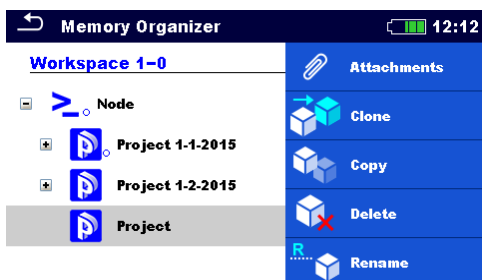 Memory Organizer 12:12
Workspace 1-0
Node
Project 1-1-2015
Project 1-2-2015
Project
Attachments
Clone
Copy
Delete
R
Rename